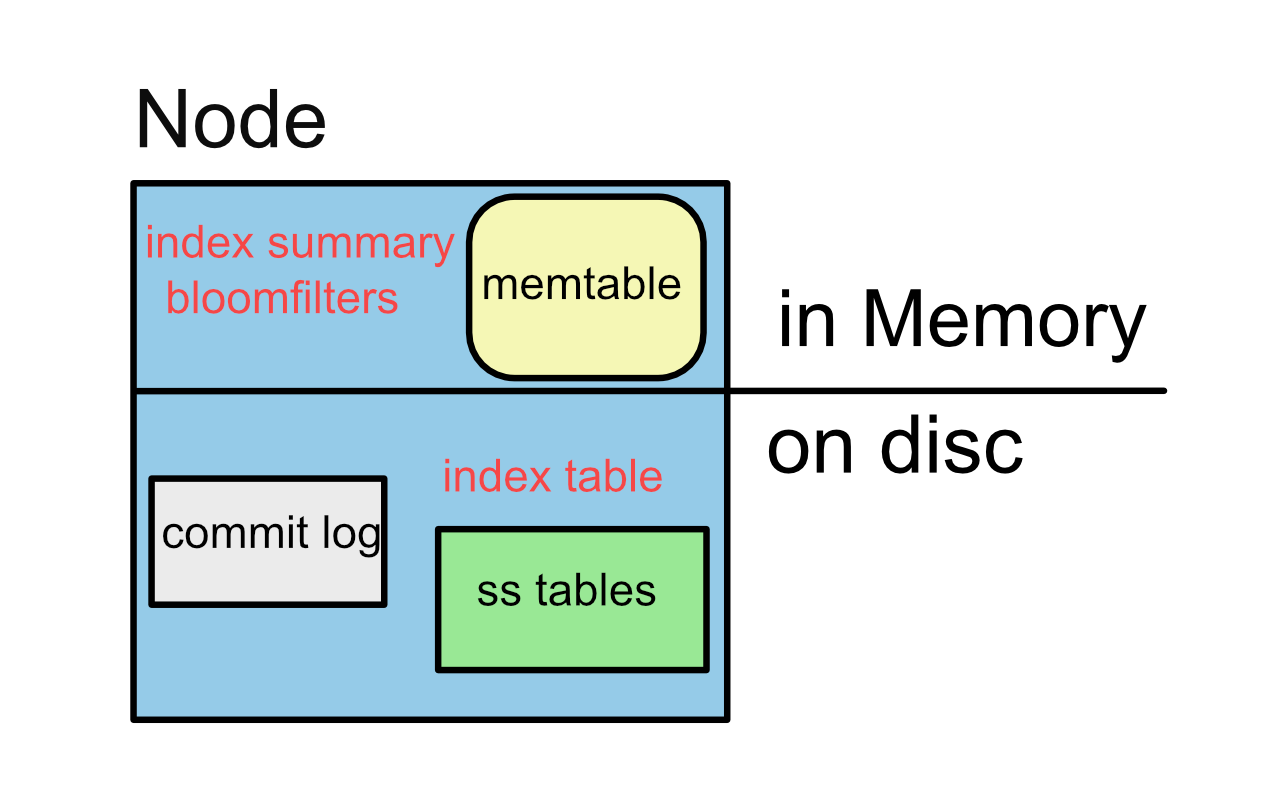 Node
index summary
bloomfilters
memtable
in Memory
on disc
index table
commit log
ss tables